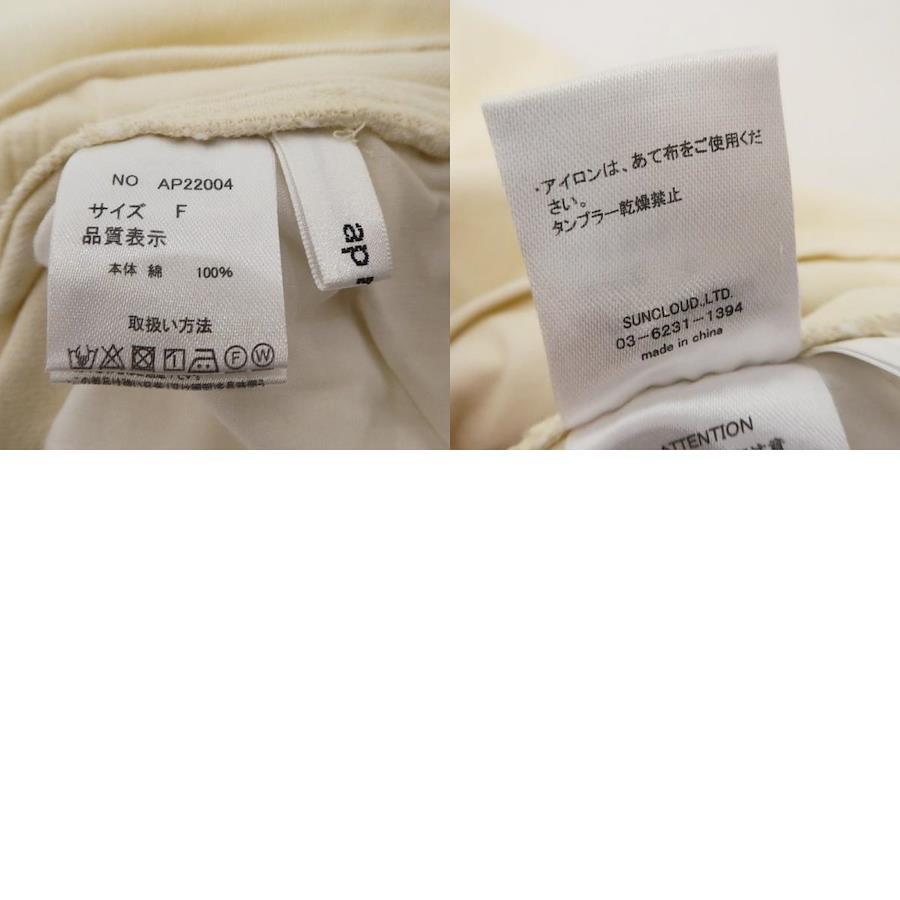 NO AP22004
サイズ F
品質表示
本体 綿 100%
取扱い方法
F W
ap
・アイロンは、あて布をご使用くだ
さい。
タンブラー乾燥禁止
SUNCLOUD.,LTD.
03-6231-1394
made in china
ATTENTION